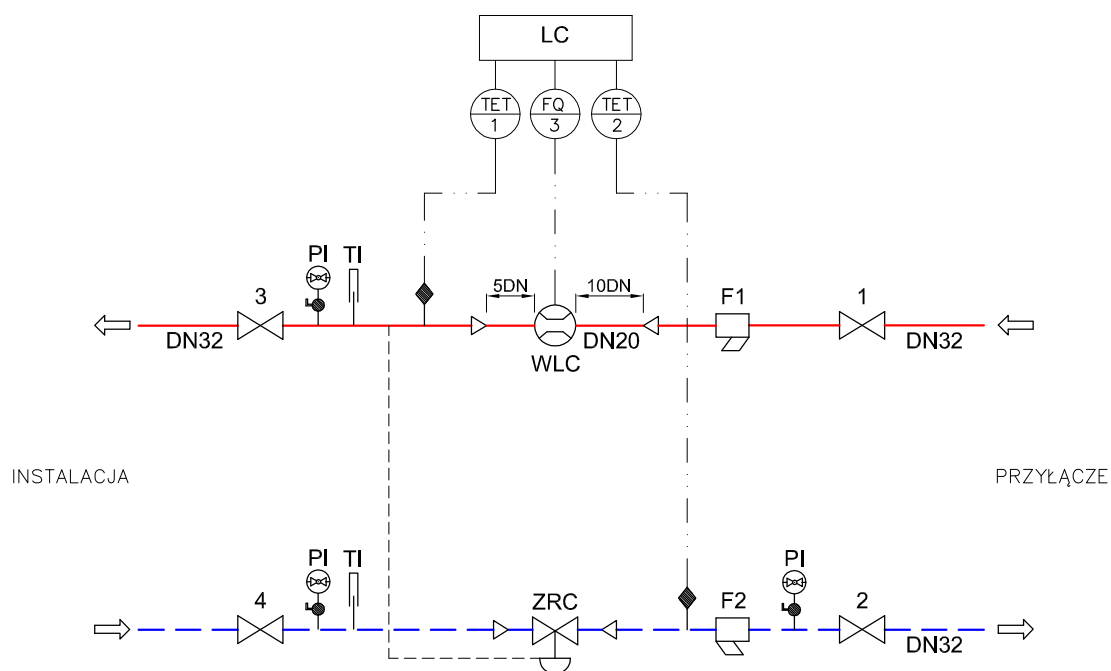 LC
TET
1
FQ
3
TET
2
PI
TI
5DN
10DN
3
F1
1
DN32
WLC
DN20
DN32
INSTALACJA
PRZYŁĄCZE
PI
TI
PI
4
ZRC
F2
2
DN32